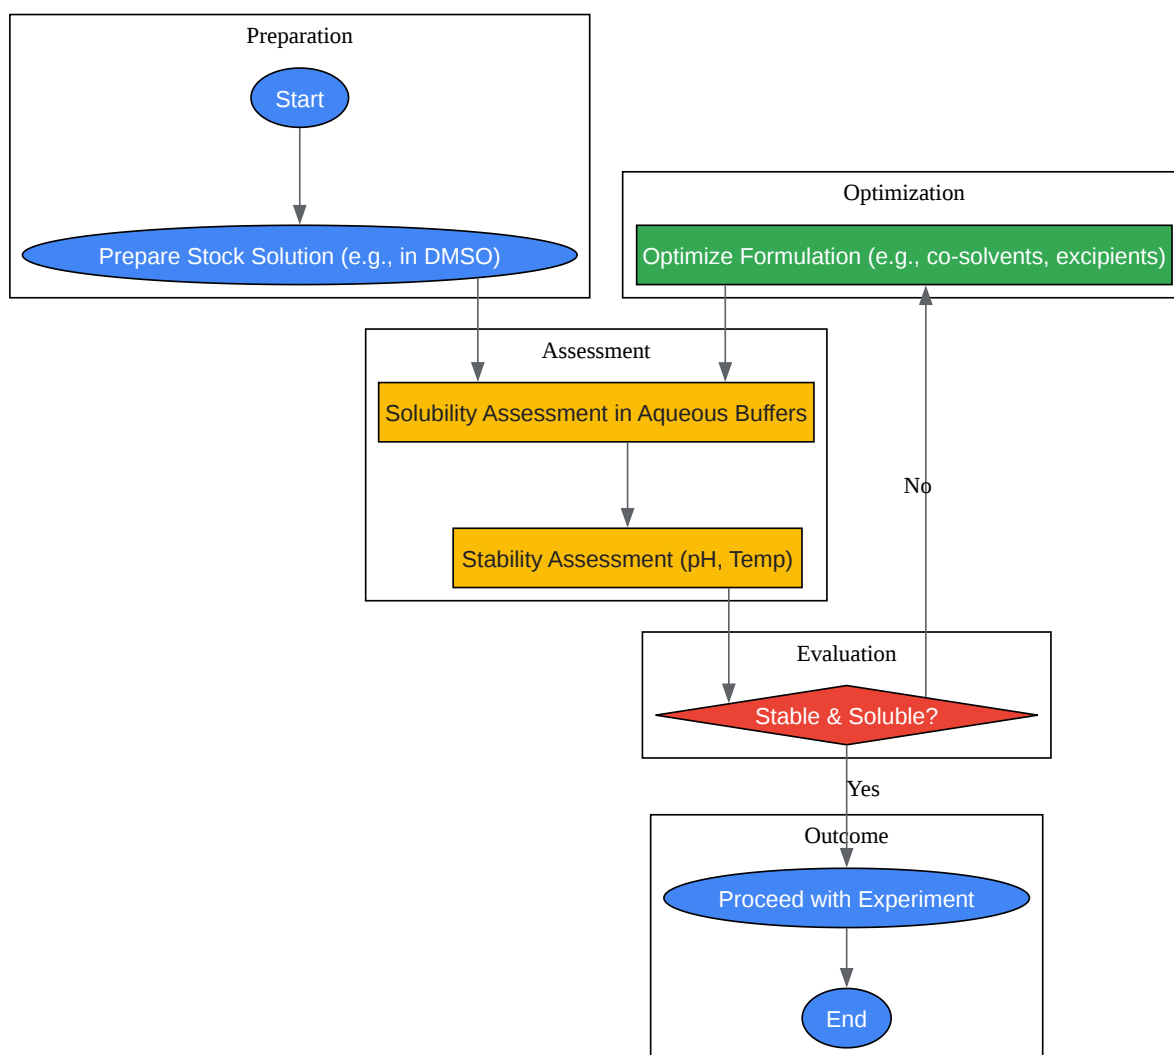 Preparation
Start
Prepare Stock Solution (e.g., in DMSO)
Optimization
Optimize Formulation (e.g., co-solvents, excipients)
Assessment
Solubility Assessment in Aqueous Buffers
Stability Assessment (pH, Temp)
No
Evaluation
Stable & Soluble?
Yes
Outcome
Proceed with Experiment
End